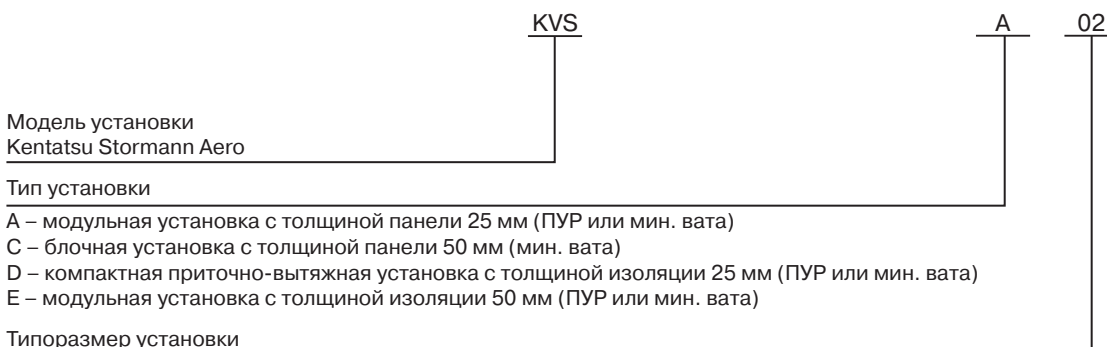 KVS A 02
Модель установки
Kentatsu Stormann Aero
Тип установки
A – модульная установка с толщиной панели 25 мм (ПУР или мин. вата)
C – блочная установка с толщиной панели 50 мм (мин. вата)
D – компактная приточно-вытяжная установка с толщиной изоляции 25 мм (ПУР или мин. вата)
E – модульная установка с толщиной изоляции 50 мм (ПУР или мин. вата)
Типоразмер установки